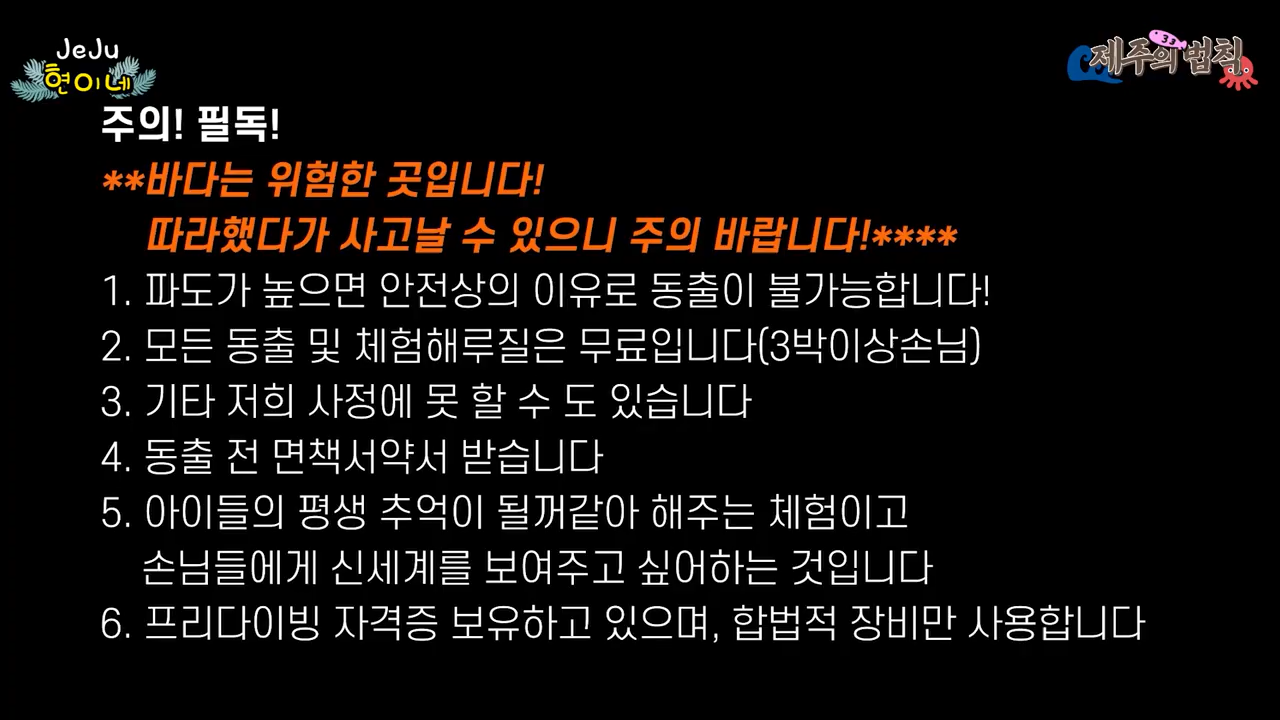 JeJu
현이네
제주의 법칙
주의! 필독!
**바다는 위험한 곳입니다!
따라했다가 사고날 수 있으니 주의 바랍니다!****
1. 파도가 높으면 안전상의 이유로 동출이 불가능합니다!
2. 모든 동출 및 체험해루질은 무료입니다(3박이상손님)
3. 기타 저희 사정에 못 할 수 도 있습니다
4. 동출 전 면책서약서 받습니다
5. 아이들의 평생 추억이 될꺼같아 해주는 체험이고
손님들에게 신세계를 보여주고 싶어하는 것입니다
6. 프리다이빙 자격증 보유하고 있으며, 합법적 장비만 사용합니다